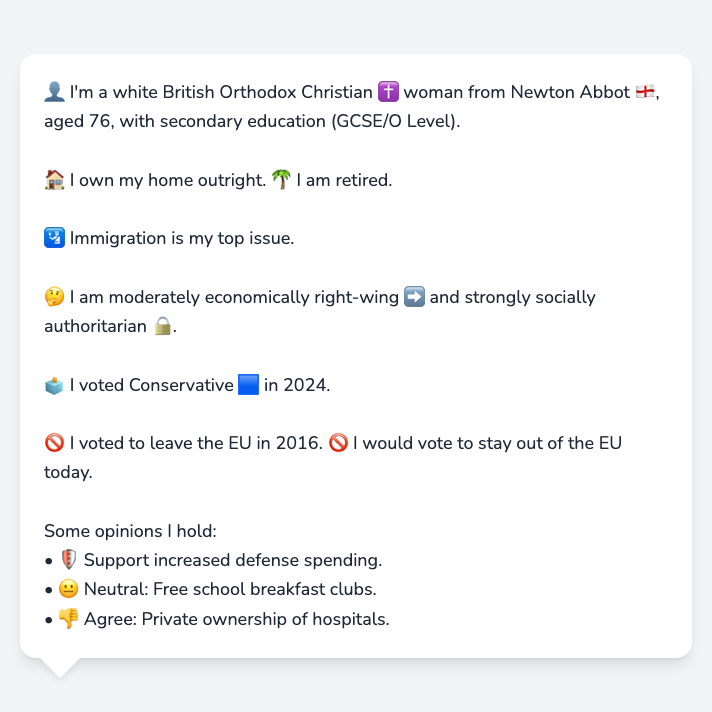 👤 I'm a white British Orthodox Christian ✝️ woman from Newton Abbot 🏴󠁧󠁢󠁥󠁮󠁧󠁿,
aged 76, with secondary education (GCSE/O Level).
🏠 I own my home outright. 🌴 I am retired.
🛂 Immigration is my top issue.
🤔 I am moderately economically right-wing ➡️ and strongly socially
authoritarian 🔒.
🗳️ I voted Conservative 🟦 in 2024.
🚫 I voted to leave the EU in 2016. 🚫 I would vote to stay out of the EU
today.
Some opinions I hold:
• 🛡️ Support increased defense spending.
• 😐 Neutral: Free school breakfast clubs.
• 👎 Agree: Private ownership of hospitals.